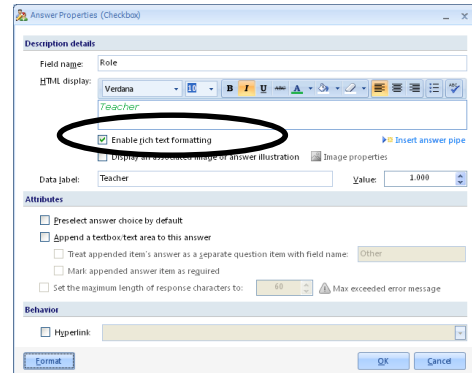 Answer Properties (Checkbox)
Description details
Field name: Role
HTML display: Verdana 10 B I U abc A
Teacher
Enable rich text formatting Insert answer pipe
Display an associated image or answer illustration Image properties
Data label: Teacher Value: 1.000
Attributes
Preselect answer choice by default
Append a textbox/text area to this answer
Treat appended item's answer as a separate question item with field name: Other
Mark appended answer item as required
Set the maximum length of response characters to: 60 Max exceeded error message
Behavior
Hyperlink:
Format OK Cancel